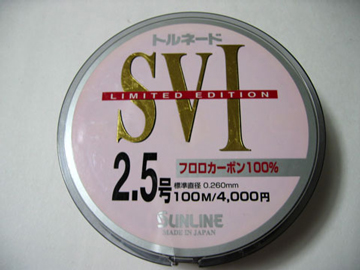 トルネード
SVI
LIMITED EDITION
2.5号
フロロカーボン100%
標準直径 0.260mm
100M/4,000円
SUNLINE
MADE IN JAPAN